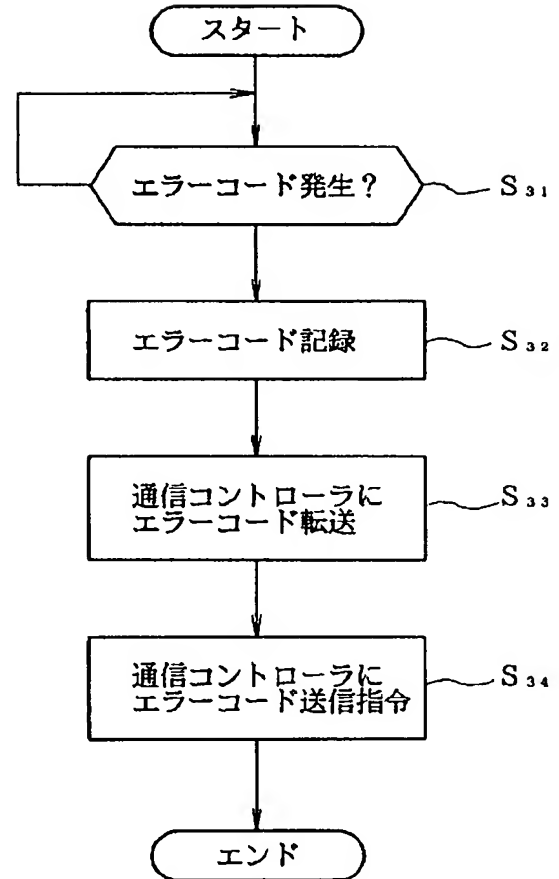 スタート
エラーコード発生？
S₃₁
エラーコード記録
S₃₂
通信コントローラに
エラーコード転送
S₃₃
通信コントローラに
エラーコード送信指令
S₃₄
エンド